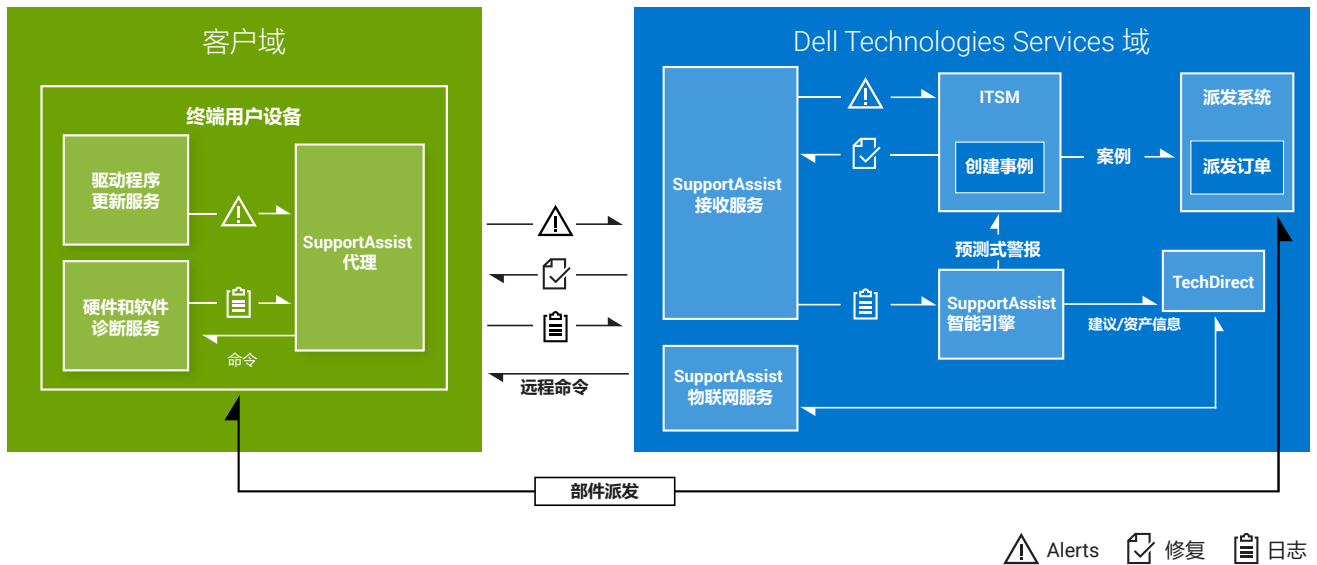 客户域
终端用户设备
驱动程序
更新服务
SupportAssist
代理
硬件和软件
诊断服务
命令
远程命令
Dell Technologies Services 域
SupportAssist
接收服务
ITSM
创建事例
案例
派发系统
派发订单
预测式警报
SupportAssist
智能引擎
建议/资产信息
TechDirect
SupportAssist
物联网服务
部件派发
Alerts
修复
日志